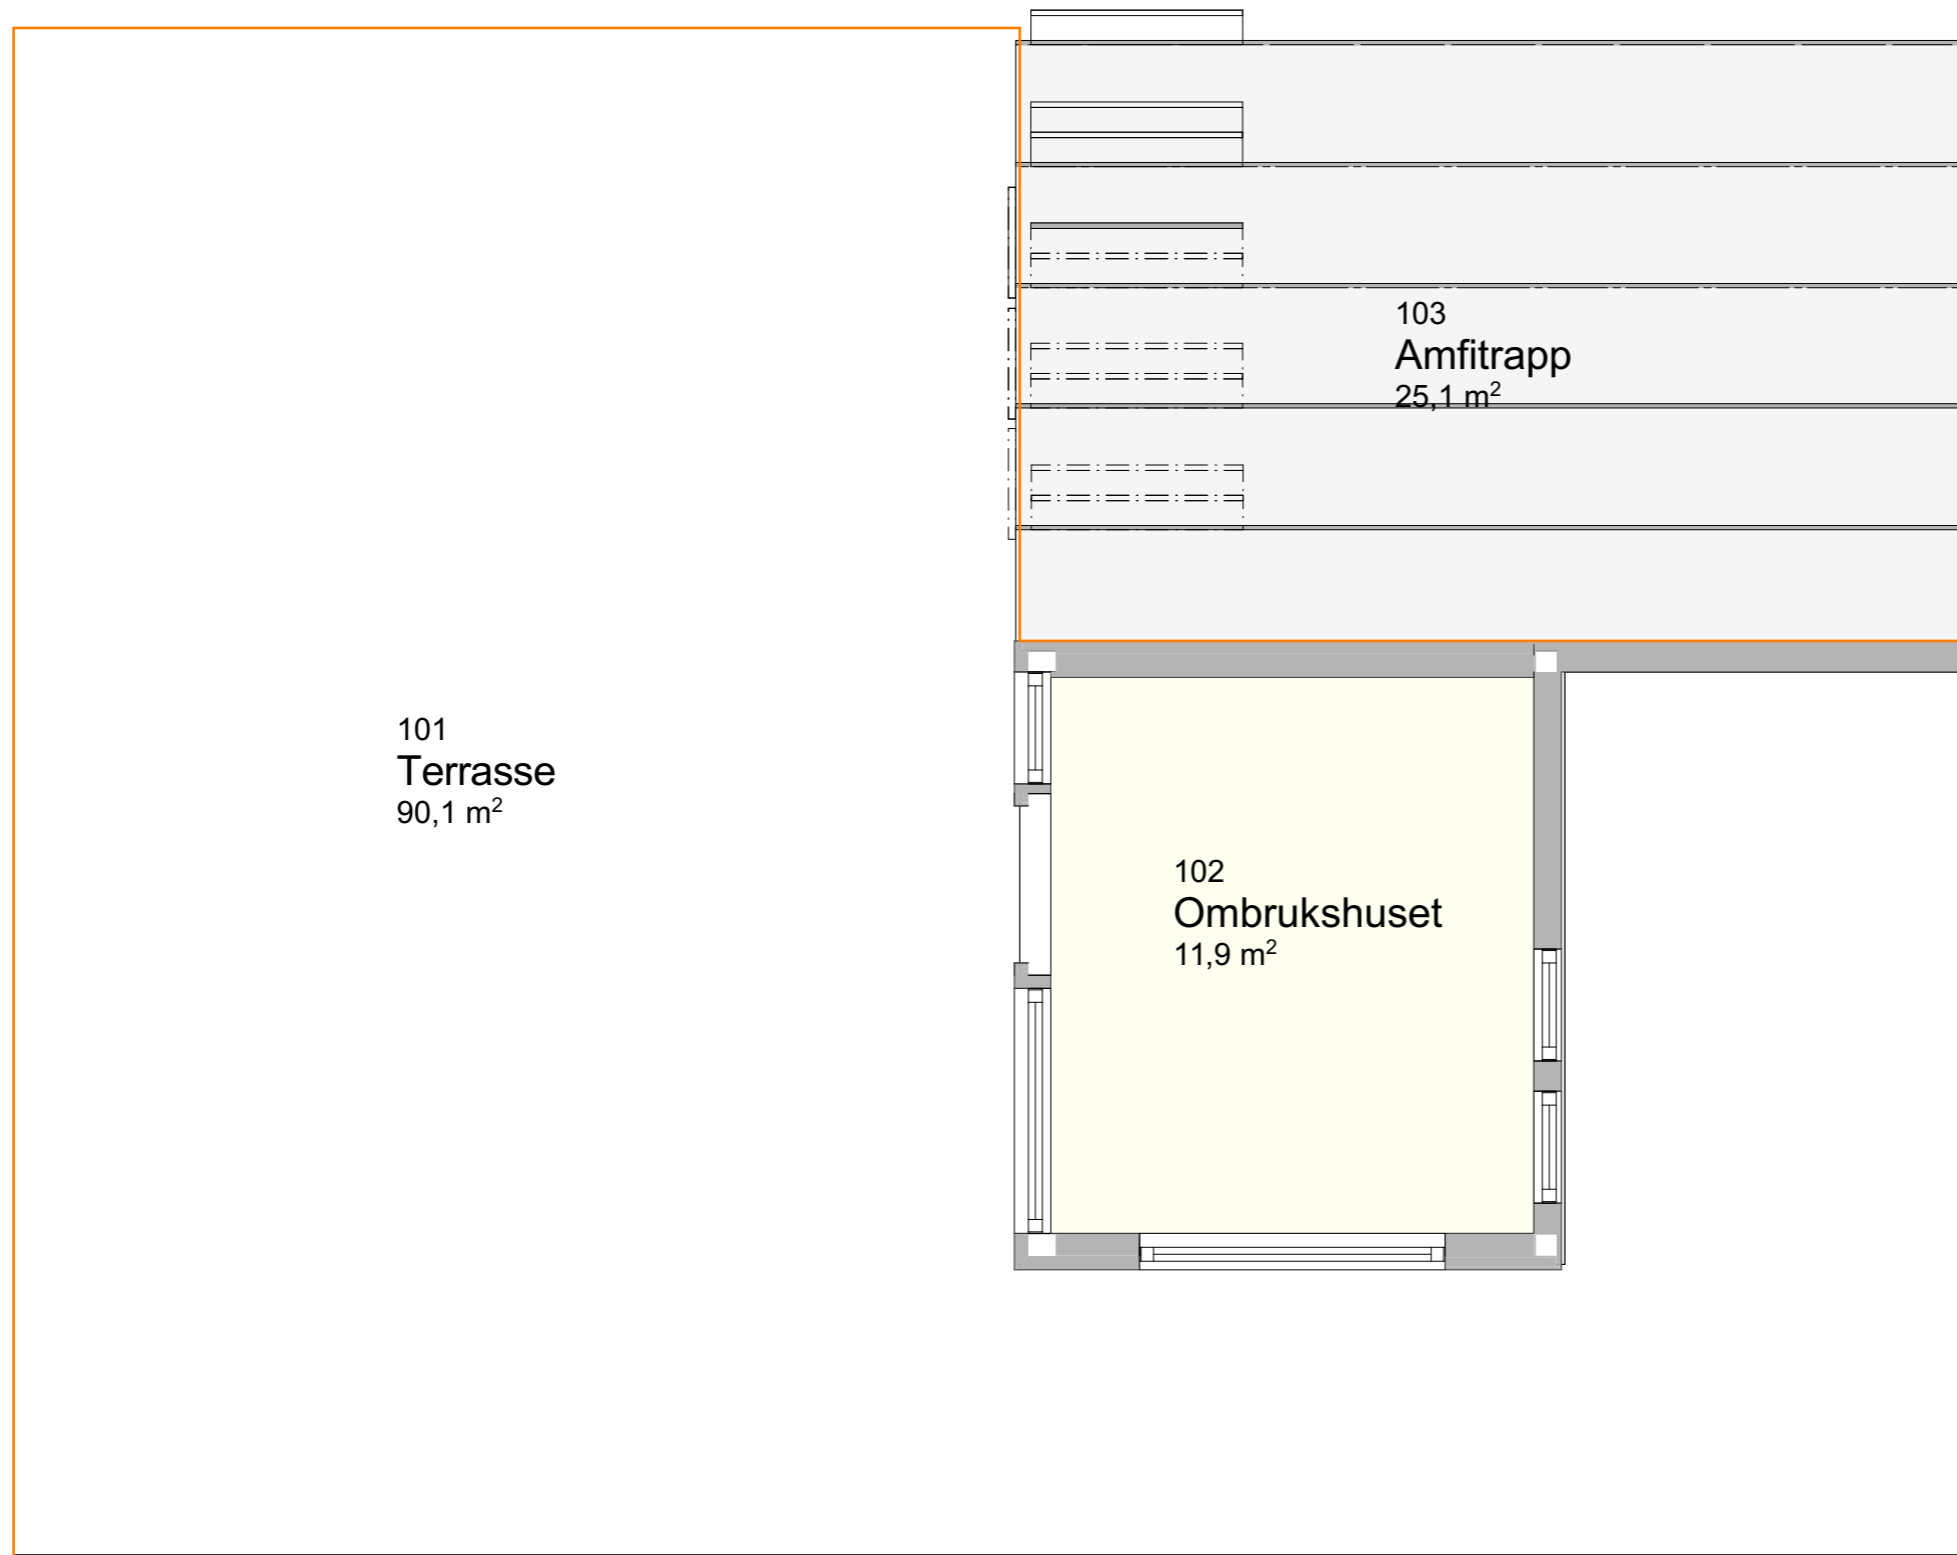 103
Amfitrapp
25,1 m²
101
Terrasse
90,1 m²
102
Ombrukshuset
11,9 m²